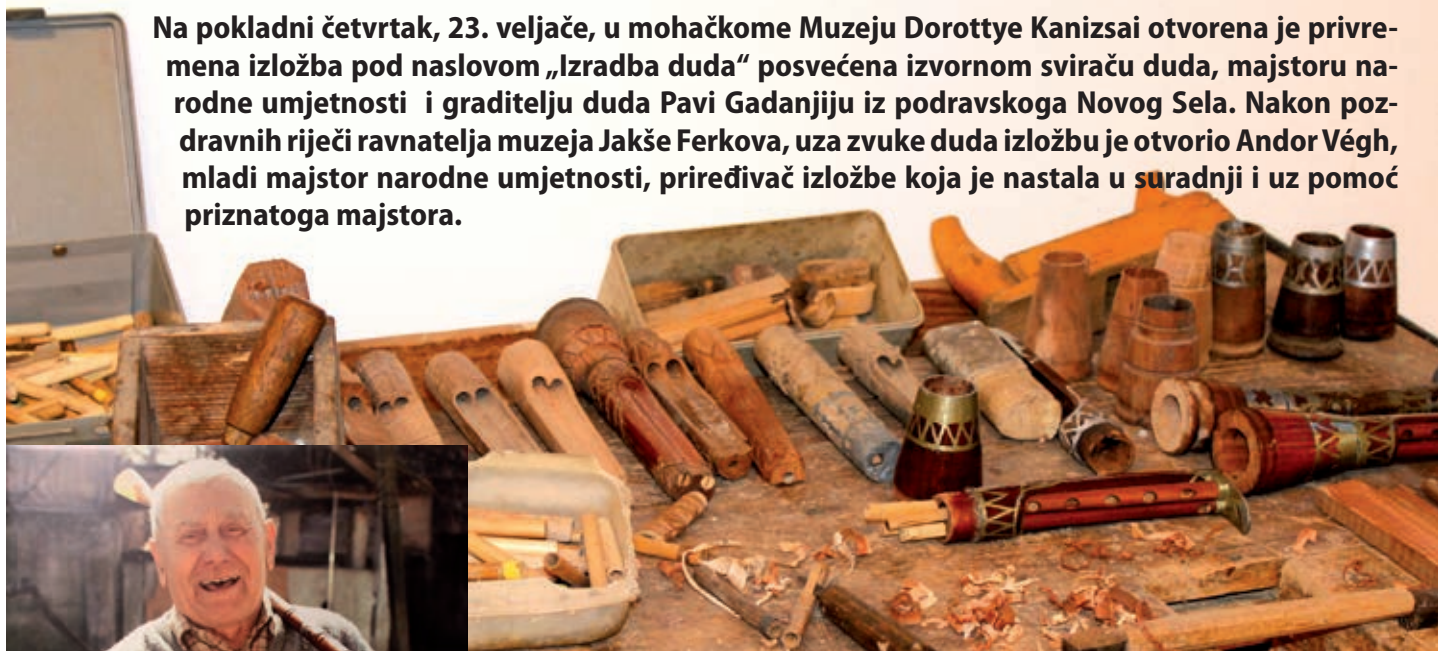 Na pokladni četvrtak, 23. veljače, u mohačkome Muzeju Dorottye Kanizsai otvorena je privre-
mena izložba pod naslovom „Izradba duda“ posvećena izvornom sviraču duda, majstoru na-
rodne umjetnosti i graditelju duda Pavi Gadanjiju iz podravskoga Novog Sela. Nakon poz-
dravnih riječi ravnatelja muzeja Jakše Ferkova, uza zvuke duda izložbu je otvorio Andor Végh,
mladi majstor narodne umjetnosti, priređivač izložbe koja je nastala u suradnji i uz pomoć
priznatoga majstora.